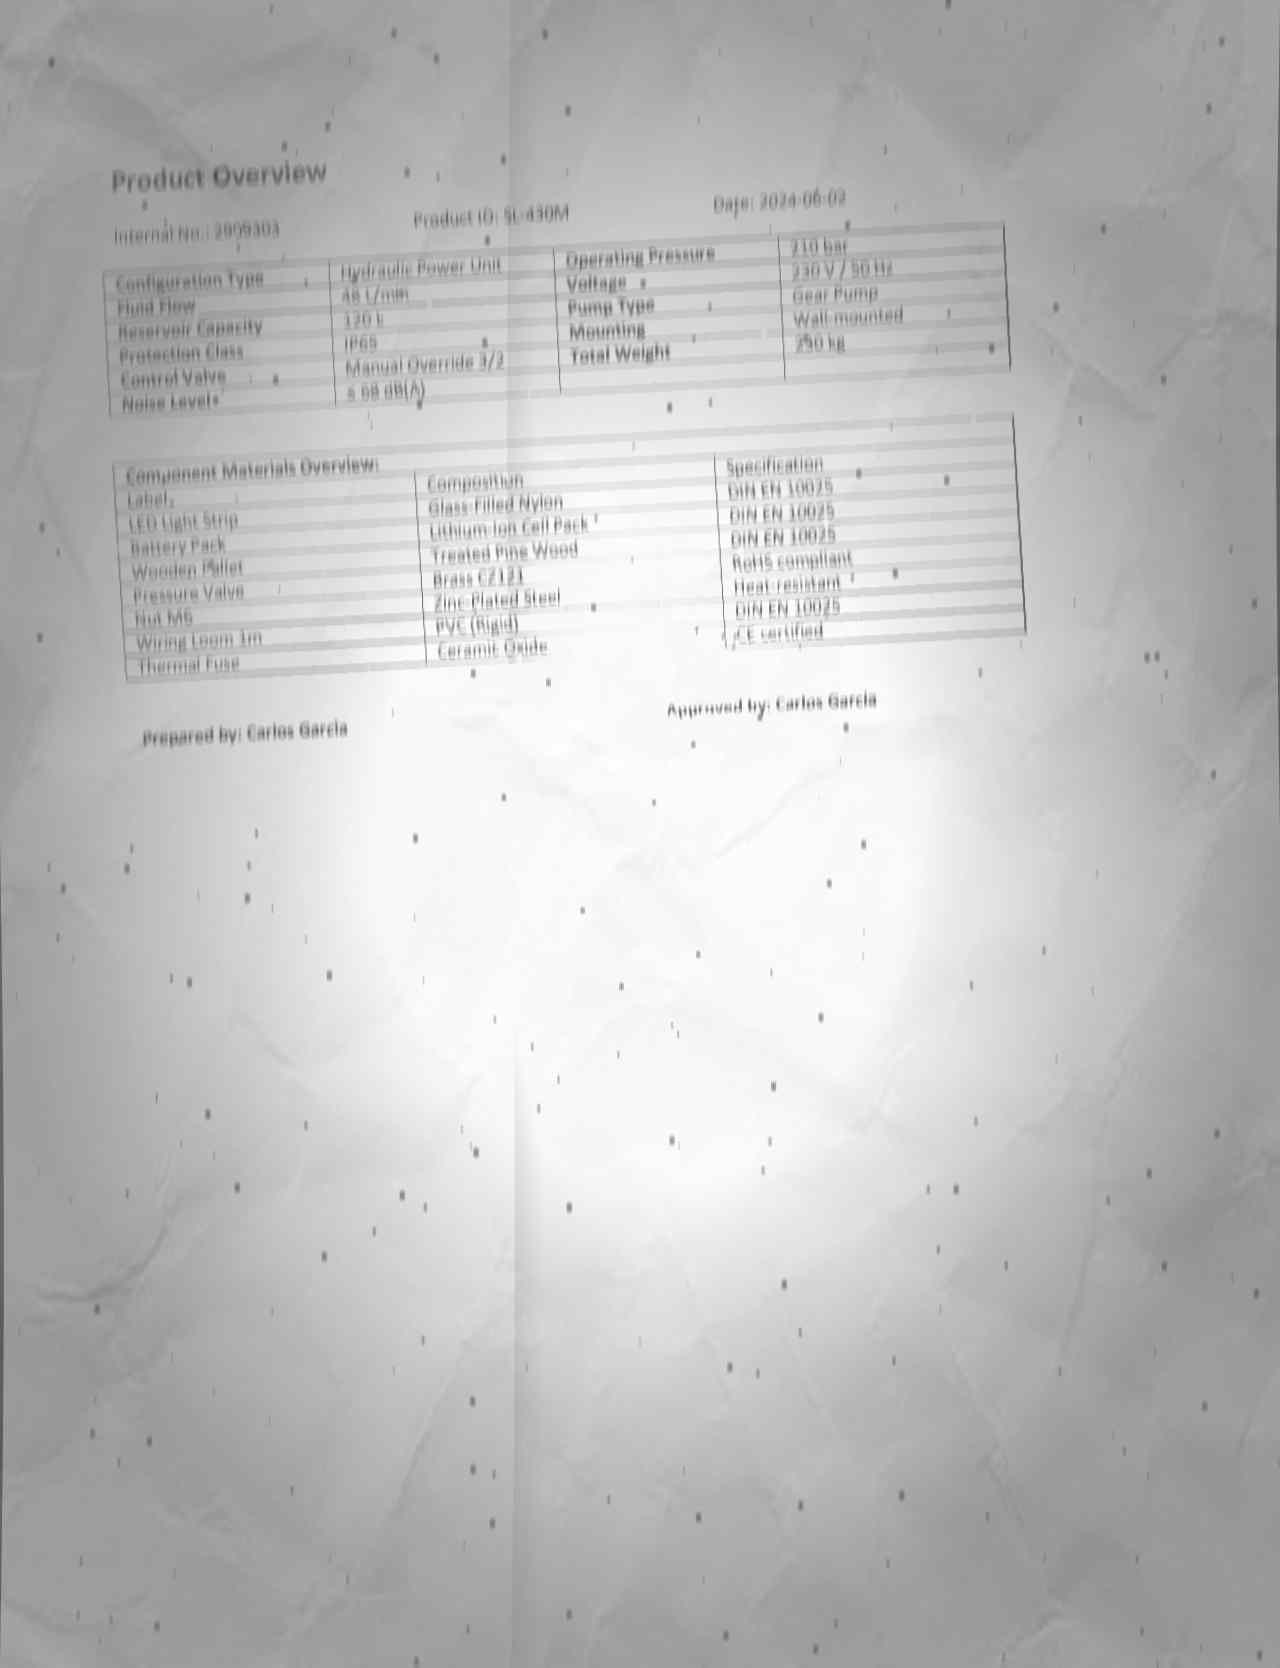 Product Overview
Internal No.: 2909303 Product ID: SL-430M Date: 2024-06-02
Configuration Type Hydraulic Power Unit Operating Pressure 210 bar
Fluid Flow 48 L/min Voltage 230 V / 50 Hz
Reservoir Capacity 120 L Pump Type Gear Pump
Protection Class IP65 Mounting Wall-mounted
Control Valve Manual Override 3/2 Total Weight 290 kg
Noise Levels ≤ 68 dB(A)
Component Materials Overview:
Label Composition Specification
LED Light Strip Glass-Filled Nylon DIN EN 10025
Battery Pack Lithium-Ion Cell Pack DIN EN 10025
Wooden Pallet Treated Pine Wood DIN EN 10025
Pressure Valve Brass CZ121 RoHS compliant
Nut M6 Zinc-Plated Steel Heat-resistant
Wiring Loom 1m PVC (Rigid) DIN EN 10025
Thermal Fuse Ceramic Oxide CE certified
Prepared by: Carlos Garcia Approved by: Carlos Garcia